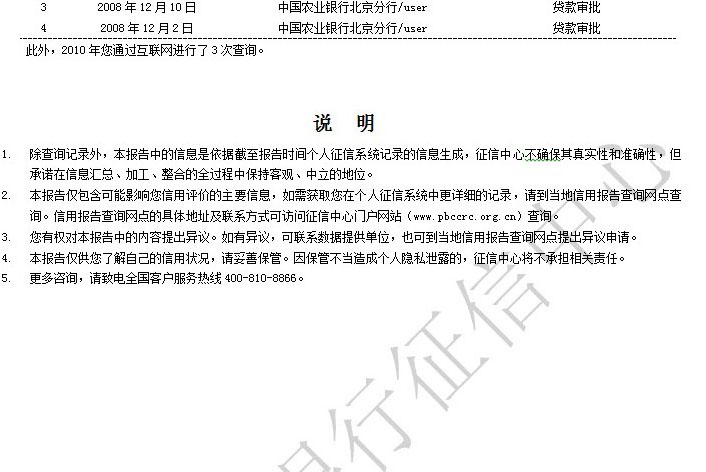 3 2008 年 12 月 10 日 中国农业银行北京分行/user 贷款审批
4 2008 年 12 月 2 日 中国农业银行北京分行/user 贷款审批
此外，2010 年您通过互联网进行了 3 次查询。
说 明
1. 除查询记录外，本报告中的信息是依据截至报告时间个人征信系统记录的信息生成，征信中心不确保其真实性和准确性，但
承诺在信息汇总、加工、整合的全过程中保持客观、中立的地位。
2. 本报告仅包含可能影响您信用评价的主要信息，如需获取您在个人征信系统中更详细的记录，请到当地信用报告查询网点查
询。信用报告查询网点的具体地址及联系方式可访问征信中心门户网站（www.pbccrc.org.cn）查询。
3. 您有权对本报告中的内容提出异议。如有异议，可联系数据提供单位，也可到当地信用报告查询网点提出异议申请。
4. 本报告仅供您了解自己的信用状况，请妥善保管。因保管不当造成个人隐私泄露的，征信中心将不承担相关责任。
5. 更多咨询，请致电全国客户服务热线 400-810-8866。
银行征信中心